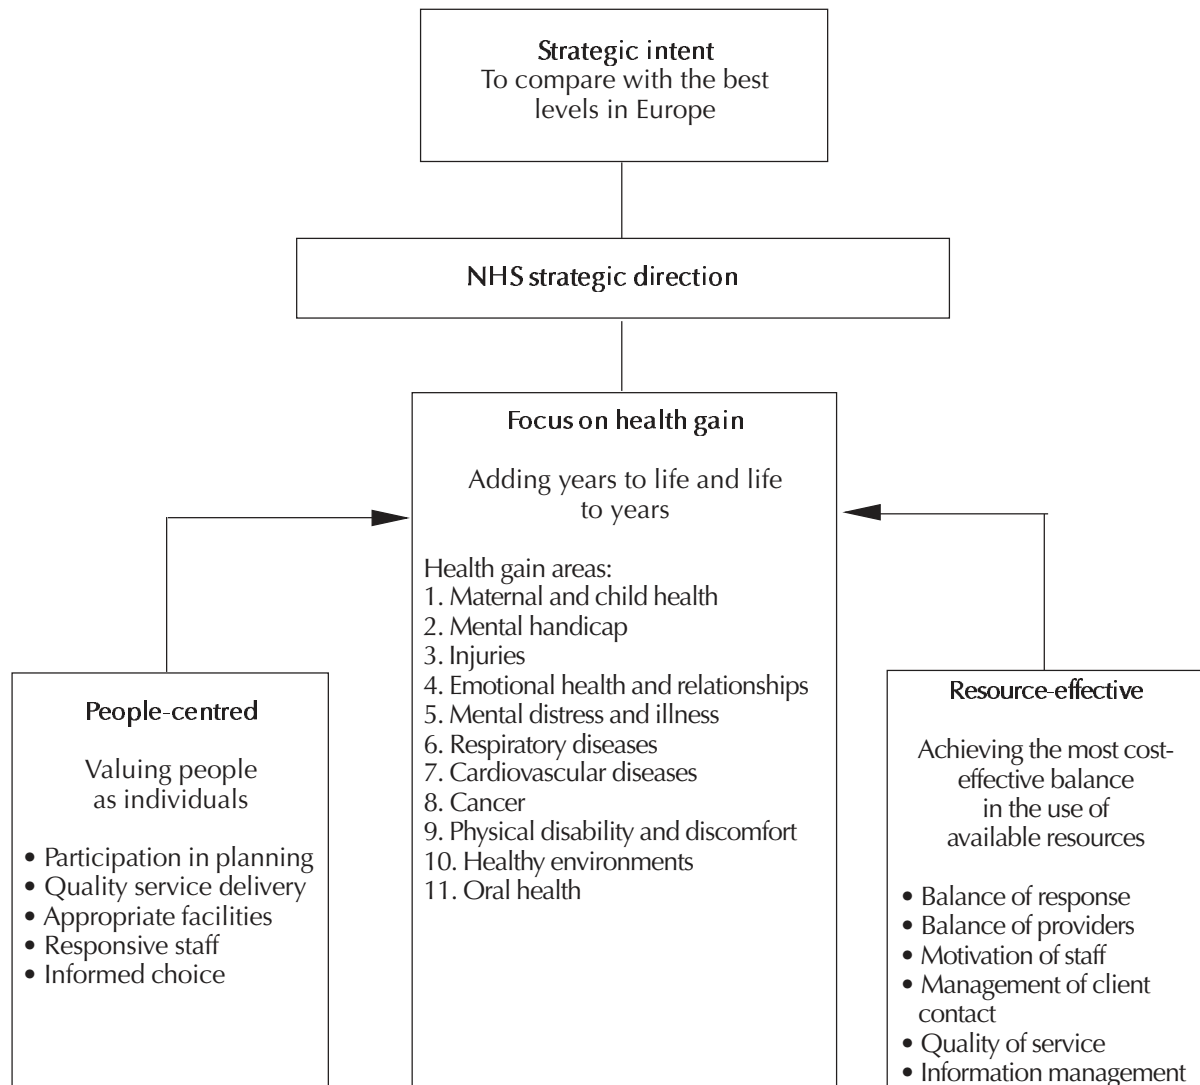 Strategic intent
To compare with the best
levels in Europe
NHS strategic direction
Focus on health gain
Adding years to life and life
to years
Health gain areas:
1. Maternal and child health
2. Mental handicap
3. Injuries
4. Emotional health and relationships
5. Mental distress and illness
6. Respiratory diseases
7. Cardiovascular diseases
8. Cancer
9. Physical disability and discomfort
10. Healthy environments
11. Oral health
People-centred
Valuing people
as individuals
• Participation in planning
• Quality service delivery
• Appropriate facilities
• Responsive staff
• Informed choice
Resource-effective
Achieving the most cost-
effective balance
in the use of
available resources
• Balance of response
• Balance of providers
• Motivation of staff
• Management of client
contact
• Quality of service
• Information management